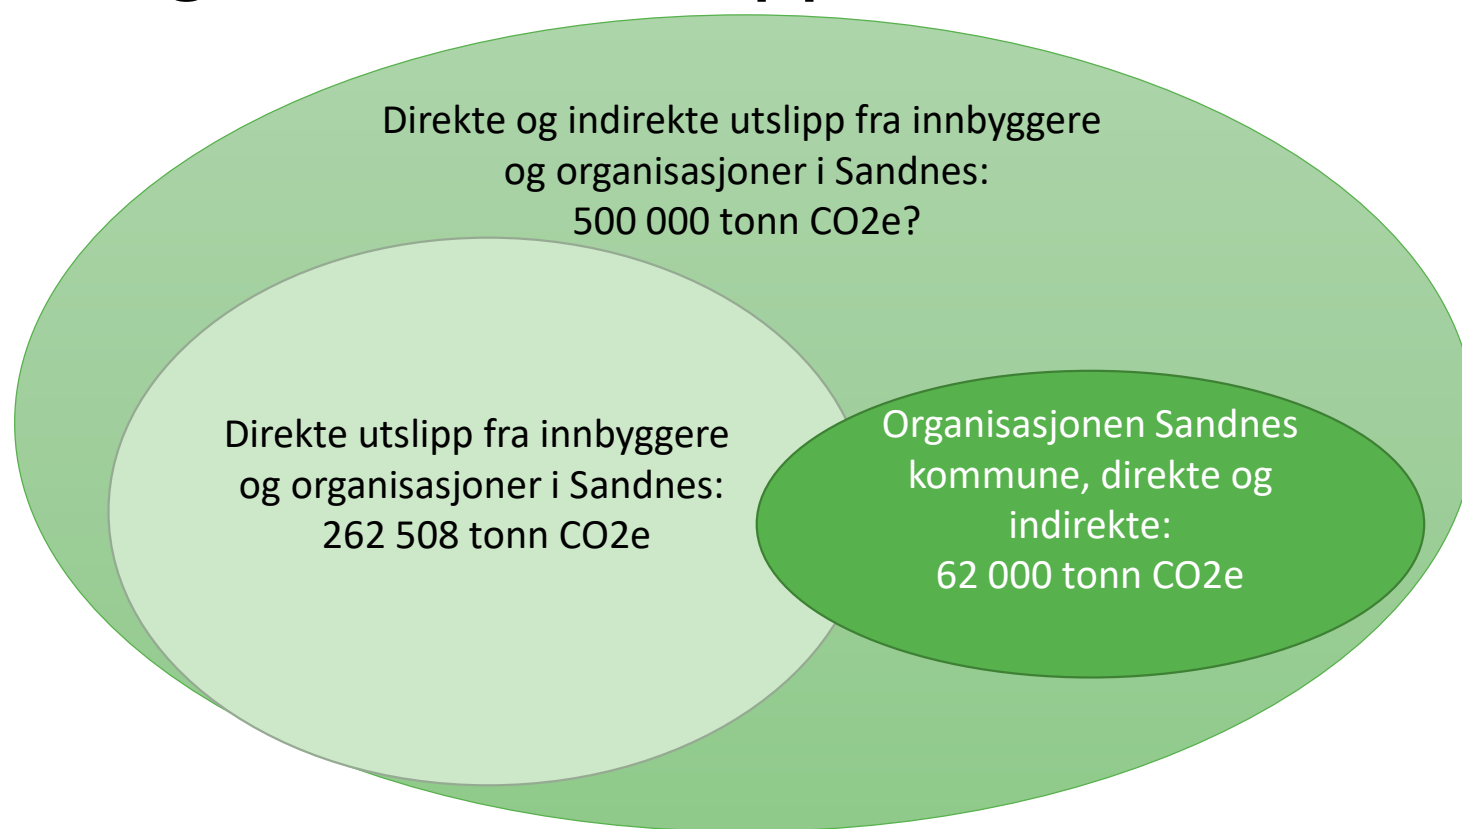 Direkte og indirekte utslipp fra innbyggere
og organisasjoner i Sandnes:
500 000 tonn CO2e?
Direkte utslipp fra innbyggere
og organisasjoner i Sandnes:
262 508 tonn CO2e
Organisasjonen Sandnes
kommune, direkte og
indirekte:
62 000 tonn CO2e